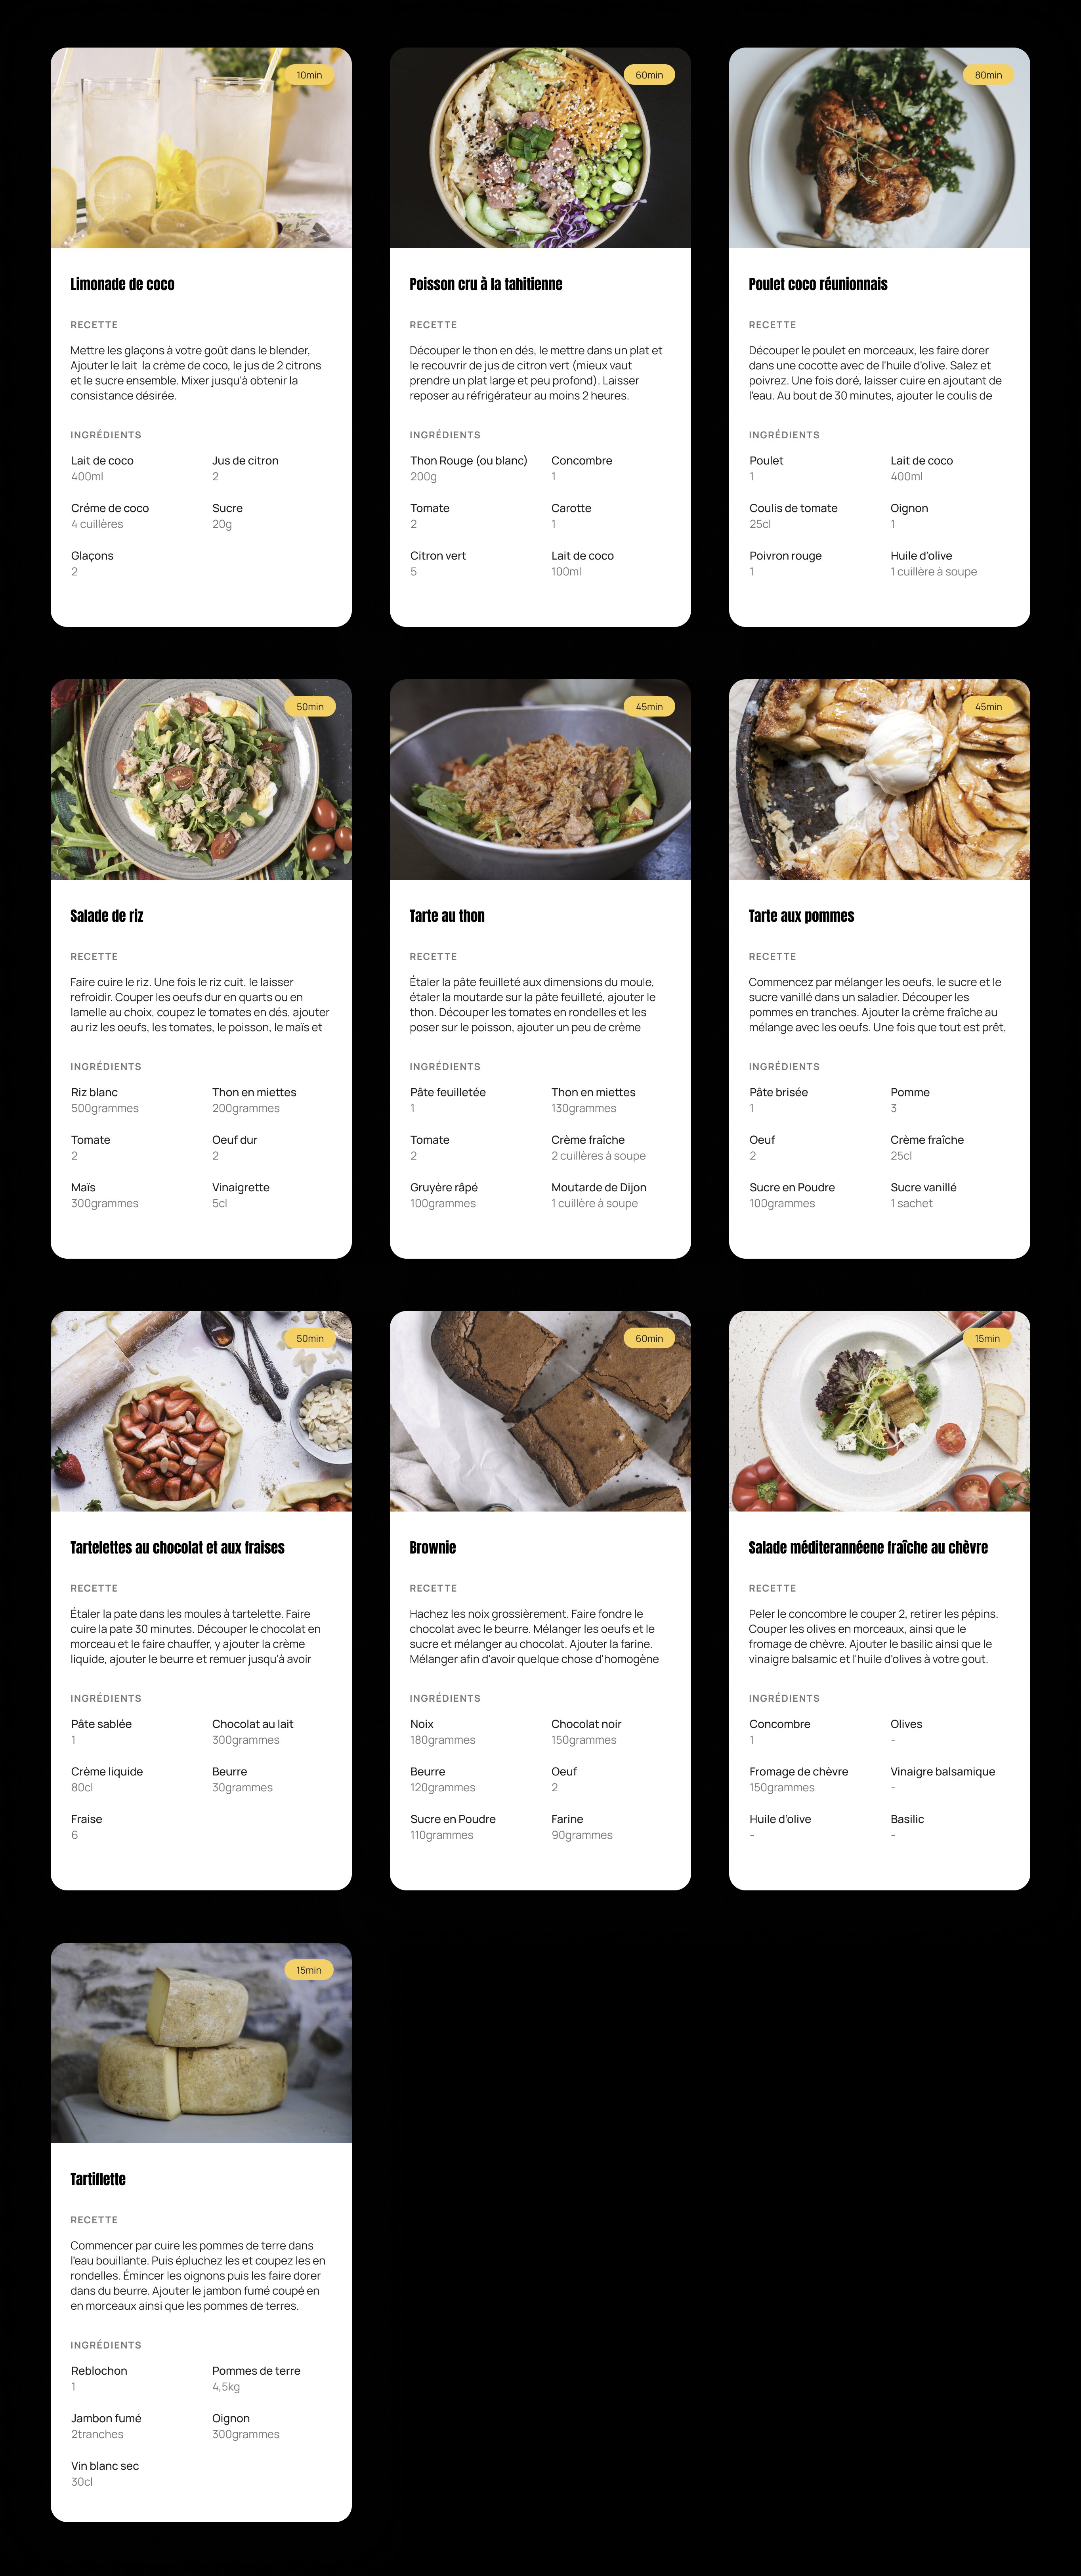 10min
Limonade de coco
RECETTE
Mettre les glaçons à votre goût dans le blender,
Ajouter le lait  la crème de coco, le jus de 2 citrons
et le sucre ensemble. Mixer jusqu'à obtenir la
consistance désirée.
INGRÉDIENTS
Lait de coco
400ml
Jus de citron
2
Créme de coco
4 cuillères
Sucre
20g
Glaçons
2
60min
Poisson cru à la tahitienne
RECETTE
Découper le thon en dés, le mettre dans un plat et
le recouvrir de jus de citron vert (mieux vaut
prendre un plat large et peu profond). Laisser
reposer au réfrigérateur au moins 2 heures.
INGRÉDIENTS
Thon Rouge (ou blanc)
200g
Concombre
1
Tomate
2
Carotte
1
Citron vert
5
Lait de coco
100ml
80min
Poulet coco réunionnais
RECETTE
Découper le poulet en morceaux, les faire dorer
dans une cocotte avec de l'huile d'olive. Salez et
poivrez. Une fois doré, laisser cuire en ajoutant de
l'eau. Au bout de 30 minutes, ajouter le coulis de
INGRÉDIENTS
Poulet
1
Lait de coco
400ml
Coulis de tomate
25cl
Oignon
1
Poivron rouge
1
Huile d'olive
1 cuillère à soupe
50min
Salade de riz
RECETTE
Faire cuire le riz. Une fois le riz cuit, le laisser
refroidir. Couper les oeufs dur en quarts ou en
lamelle au choix, coupez le tomates en dés, ajouter
au riz les oeufs, les tomates, le poisson, le maïs et
INGRÉDIENTS
Riz blanc
500grammes
Thon en miettes
200grammes
Tomate
2
Oeuf dur
2
Maïs
300grammes
Vinaigrette
5cl
45min
Tarte au thon
RECETTE
Étaler la pâte feuilleté aux dimensions du moule,
étaler la moutarde sur la pâte feuilleté, ajouter le
thon. Découper les tomates en rondelles et les
poser sur le poisson, ajouter un peu de crème
INGRÉDIENTS
Pâte feuilletée
1
Thon en miettes
130grammes
Tomate
2
Crème fraîche
2 cuillères à soupe
Gruyère râpé
100grammes
Moutarde de Dijon
1 cuillère à soupe
45min
Tarte aux pommes
RECETTE
Commencez par mélanger les oeufs, le sucre et le
sucre vanillé dans un saladier. Découper les
pommes en tranches. Ajouter la crème fraîche au
mélange avec les oeufs. Une fois que tout est prêt,
INGRÉDIENTS
Pâte brisée
1
Pomme
3
Oeuf
2
Crème fraîche
25cl
Sucre en Poudre
100grammes
Sucre vanillé
1 sachet
50min
Tartelettes au chocolat et aux fraises
RECETTE
Étaler la pate dans les moules à tartelette. Faire
cuire la pate 30 minutes. Découper le chocolat en
morceau et le faire chauffer, y ajouter la crème
liquide, ajouter le beurre et remuer jusqu'à avoir
INGRÉDIENTS
Pâte sablée
1
Chocolat au lait
300grammes
Crème liquide
80cl
Beurre
30grammes
Fraise
6
60min
Brownie
RECETTE
Hachez les noix grossièrement. Faire fondre le
chocolat avec le beurre. Mélanger les oeufs et le
sucre et mélanger au chocolat. Ajouter la farine.
Mélanger afin d'avoir quelque chose d'homogène
INGRÉDIENTS
Noix
180grammes
Chocolat noir
150grammes
Beurre
120grammes
Oeuf
2
Sucre en Poudre
110grammes
Farine
90grammes
15min
Salade méditerannéene fraîche au chèvre
RECETTE
Peler le concombre le couper 2, retirer les pépins.
Couper les olives en morceaux, ainsi que le
fromage de chèvre. Ajouter le basilic ainsi que le
vinaigre balsamic et l'huile d'olives à votre gout.
INGRÉDIENTS
Concombre
1
Olives
-
Fromage de chèvre
150grammes
Vinaigre balsamique
-
Huile d'olive
-
Basilic
-
15min
Tartiflette
RECETTE
Commencer par cuire les pommes de terre dans
l'eau bouillante. Puis épluchez les et coupez les en
rondelles. Émincer les oignons puis les faire dorer
dans du beurre. Ajouter le jambon fumé coupé en
en morceaux ainsi que les pommes de terres.
INGRÉDIENTS
Reblochon
1
Pommes de terre
4,5kg
Jambon fumé
2tranches
Oignon
300grammes
Vin blanc sec
30cl